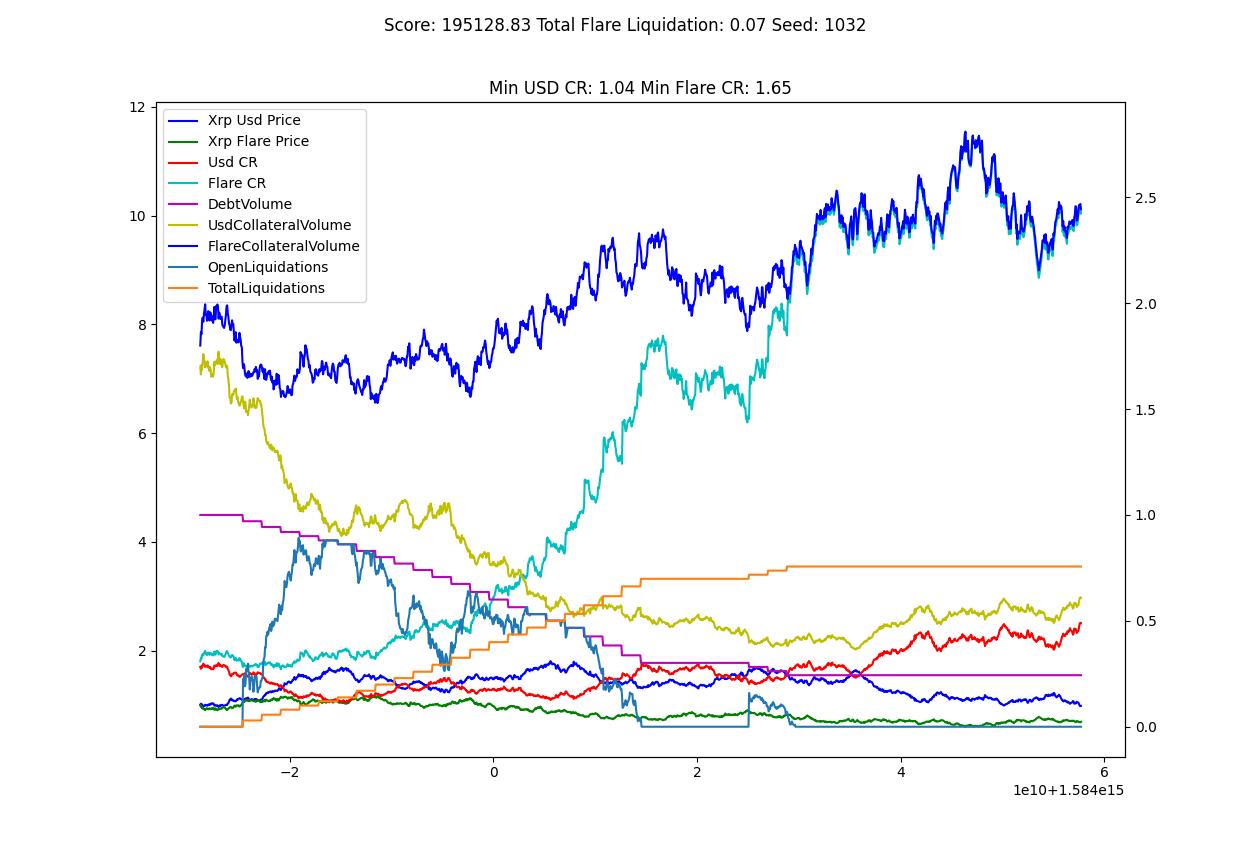 Score: 195128.83 Total Flare Liquidation: 0.07 Seed: 1032
Min USD CR: 1.04 Min Flare CR: 1.65
Xrp Usd Price
Xrp Flare Price
Usd CR
Flare CR
DebtVolume
UsdCollateralVolume
FlareCollateralVolume
OpenLiquidations
TotalLiquidations
12
10
8
6
4
2
2.5
2.0
1.5
1.0
0.5
0.0
−2
0
2
4
6
1e10+1.584e15